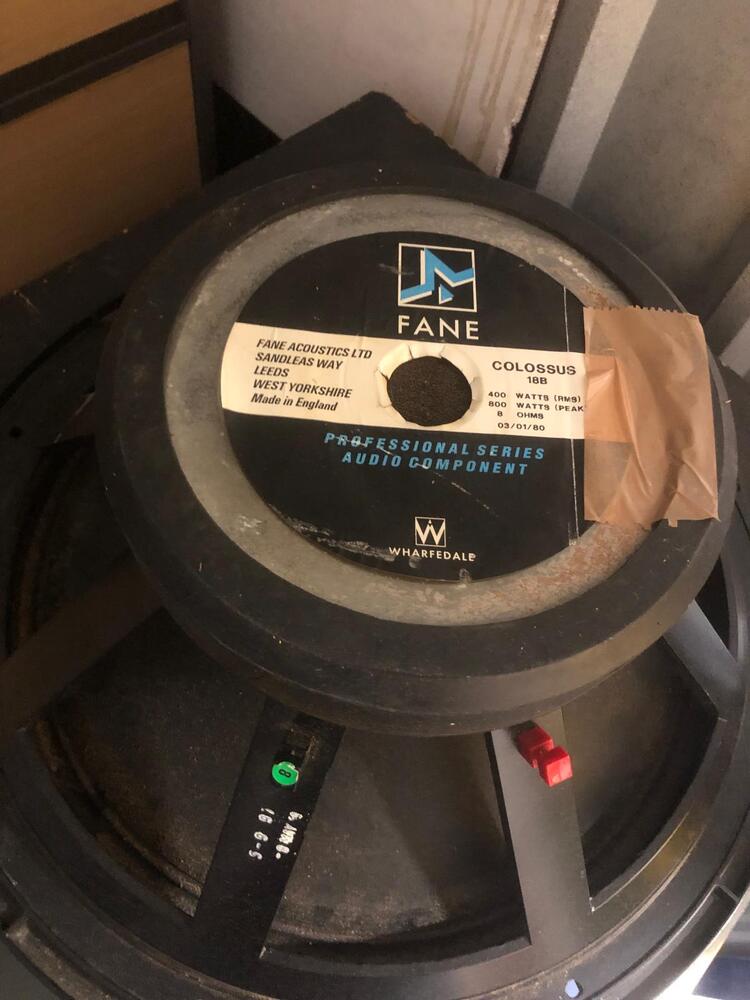 FANE
FANE ACOUSTICS LTD
SANDLEAS WAY
LEEDS
WEST YORKSHIRE
Made in England
COLOSSUS
18B
400 WATTS (RMS)
800 WATTS (PEAK
8 OHMS
03/01/80
PROFESSIONAL SERIES
AUDIO COMPONENT
W
WHARFEDALE
8